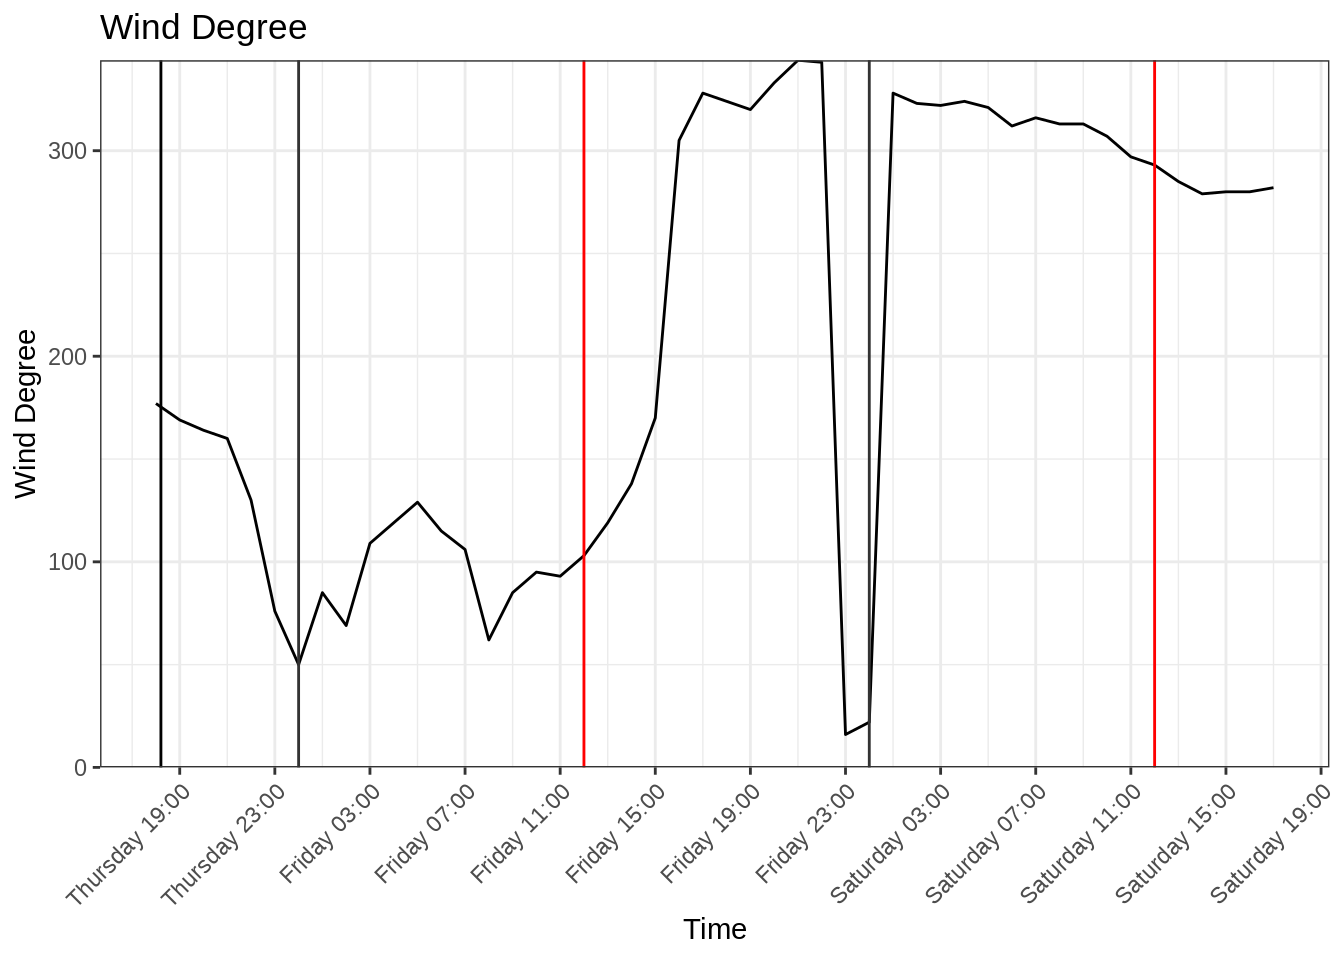 Wind Degree
Wind Degree
300
200
100
0
Thursday 19:00
Thursday 23:00
Friday 03:00
Friday 07:00
Friday 11:00
Friday 15:00
Friday 19:00
Friday 23:00
Saturday 03:00
Saturday 07:00
Saturday 11:00
Saturday 15:00
Saturday 19:00
Time